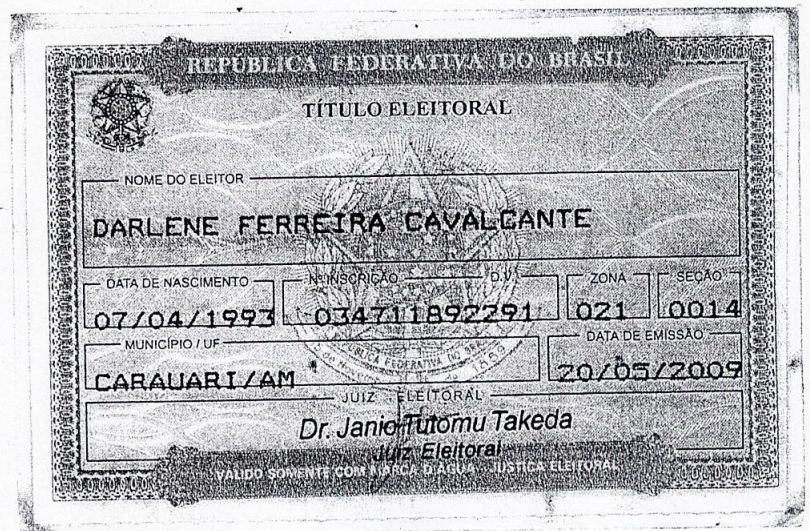 REPÚBLICA FEDERATIVA DO BRASIL
TÍTULO ELEITORAL
NOME DO ELEITOR
DARLENE FERREIRA CAVALCANTE
DATA DE NASCIMENTO Nº INSCRIÇÃO D.V. ZONA SEÇÃO
07/04/1993 034711892291 021 0014
MUNICÍPIO / UF DATA DE EMISSÃO
CARAUARI/AM 20/05/2009
JUIZ ELEITORAL
Dr. Janio Tutomu Takeda
Juiz Eleitoral
VÁLIDO SOMENTE COM MARCA D'ÁGUA JUSTIÇA ELEITORAL